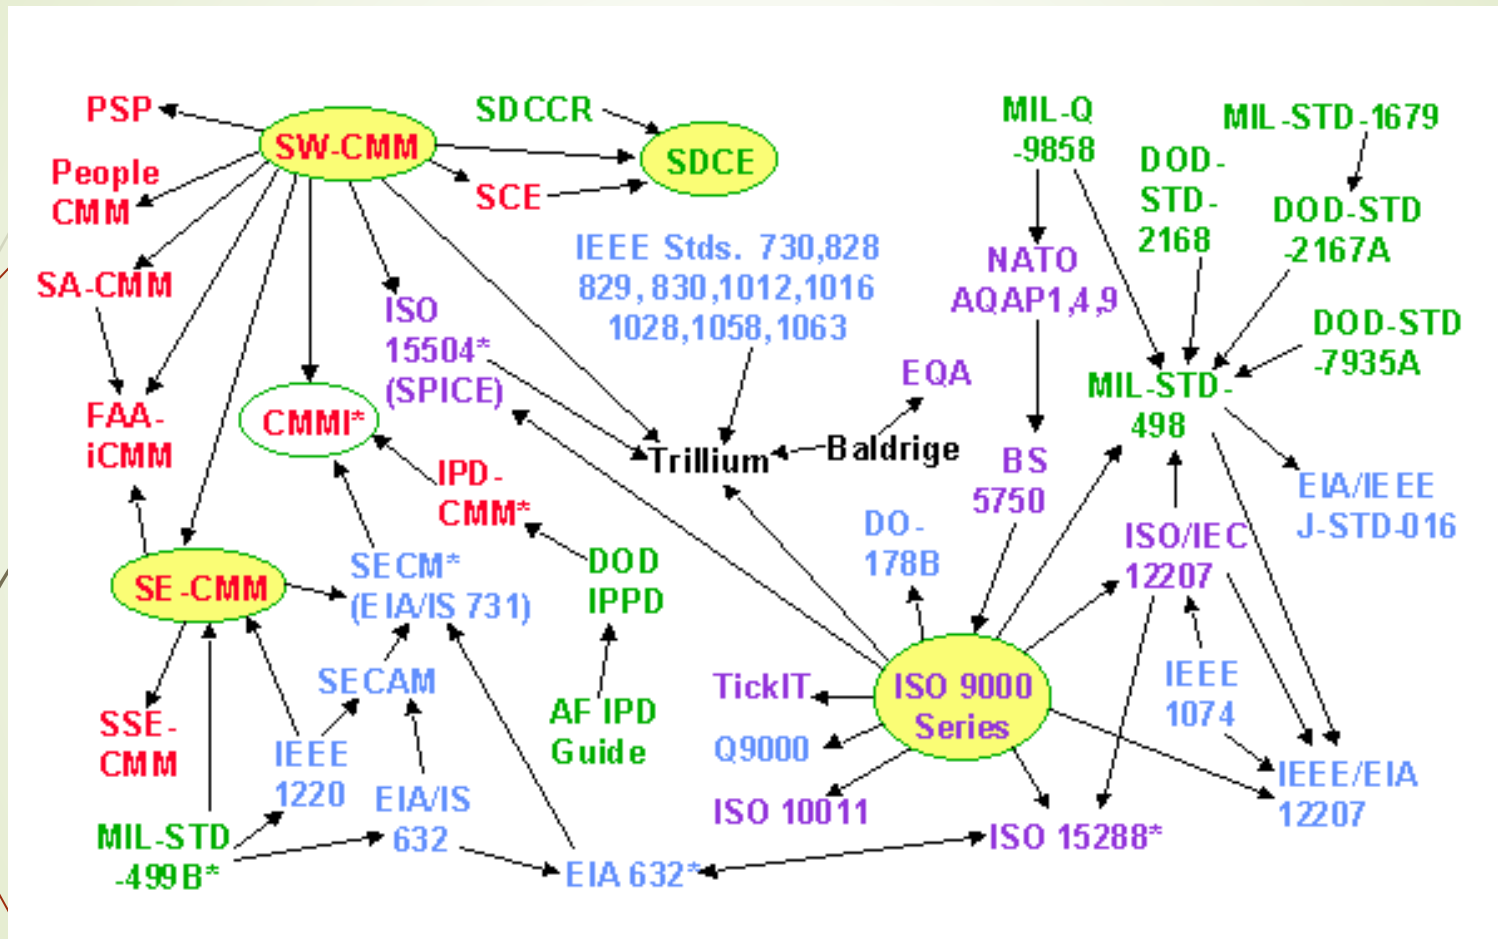 PSP
SW-CMM
SDCCR
SDCE
SCE
People
CMM
SA-CMM
MIL-Q
-9858
MIL-STD-1679
DOD-
STD-
2168
DOD-STD
-2167A
IEEE Stds. 730,828
829, 830,1012,1016
1028,1058,1063
NATO
AQAP1,4,9
ISO
15504*
(SPICE)
DOD-STD
-7935A
EQA
MIL-STD-
498
FAA-
iCMM
CMMI*
Trillium
Baldrige
BS
5750
IPD-
CMM*
EIA/IEEE
J-STD-016
DO-
178B
ISO/IEC
12207
SE-CMM
SECM*
(EIA/IS 731)
DOD
IPPD
SECAM
TickIT
ISO 9000
Series
IEEE
1074
SSE-
CMM
IEEE
1220
AF IPD
Guide
Q9000
EIA/IS
632
ISO 10011
IEEE/EIA
12207
MIL-STD
-499B*
EIA 632*
ISO 15288*